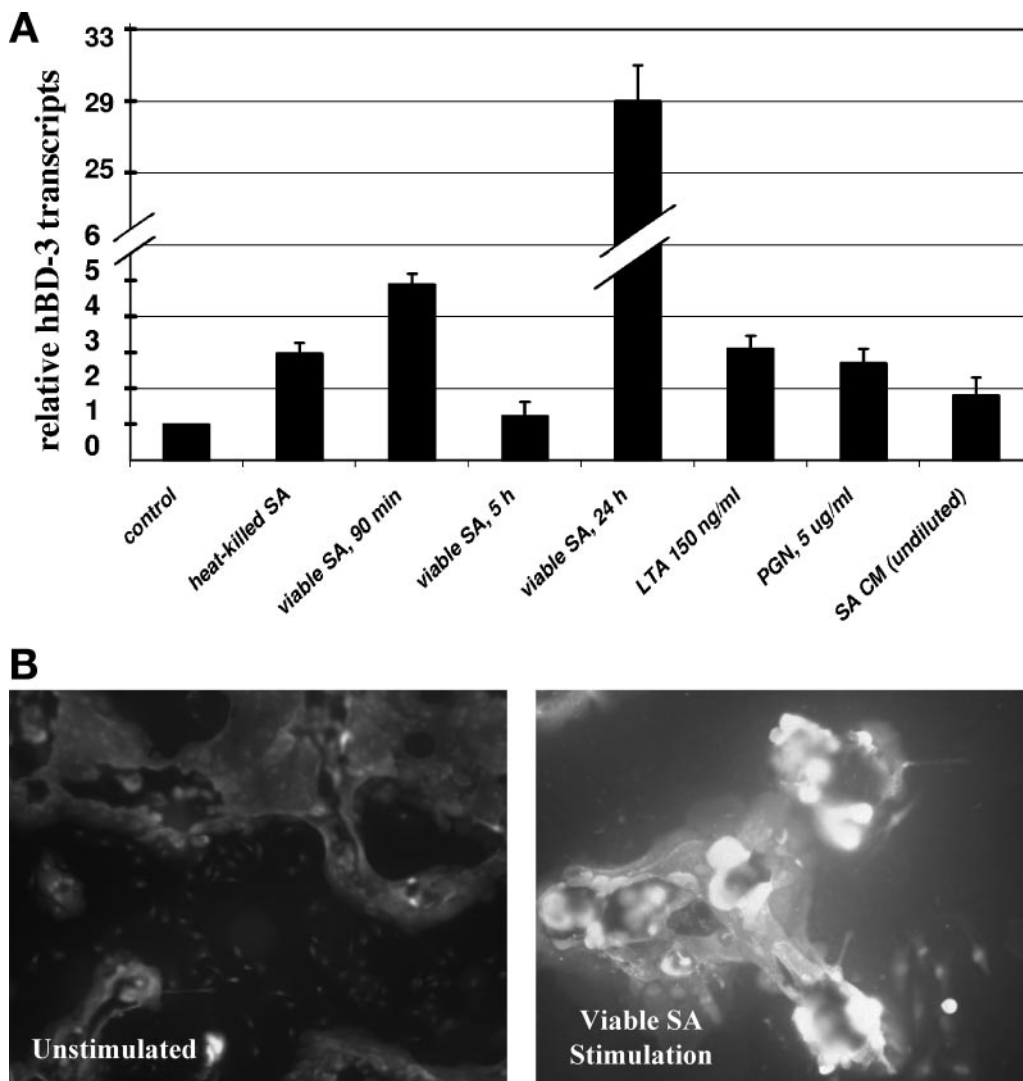 A
relative hBD-3 transcripts
33
29
25
6
5
4
3
2
1
0
control
heat-killed SA
viable SA, 90 min
viable SA, 5 h
viable SA, 24 h
LTA 150 ng/ml
PGN, 5 ug/ml
SA CM (undiluted)
B
Unstimulated
Viable SA
Stimulation